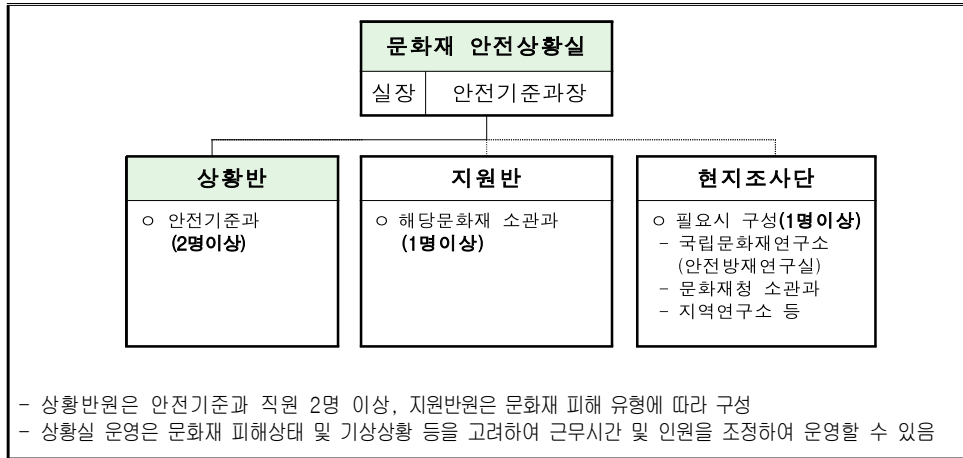 문화재 안전상황실
실장 안전기준과장
상황반
ㅇ 안전기준과
(2명이상)
지원반
ㅇ 해당문화재 소관과
(1명이상)
현지조사단
ㅇ 필요시 구성(1명이상)
- 국립문화재연구소
(안전방재연구실)
- 문화재청 소관과
- 지역연구소 등
- 상황반원은 안전기준과 직원 2명 이상, 지원반원은 문화재 피해 유형에 따라 구성
- 상황실 운영은 문화재 피해상태 및 기상상황 등을 고려하여 근무시간 및 인원을 조정하여 운영할 수 있음